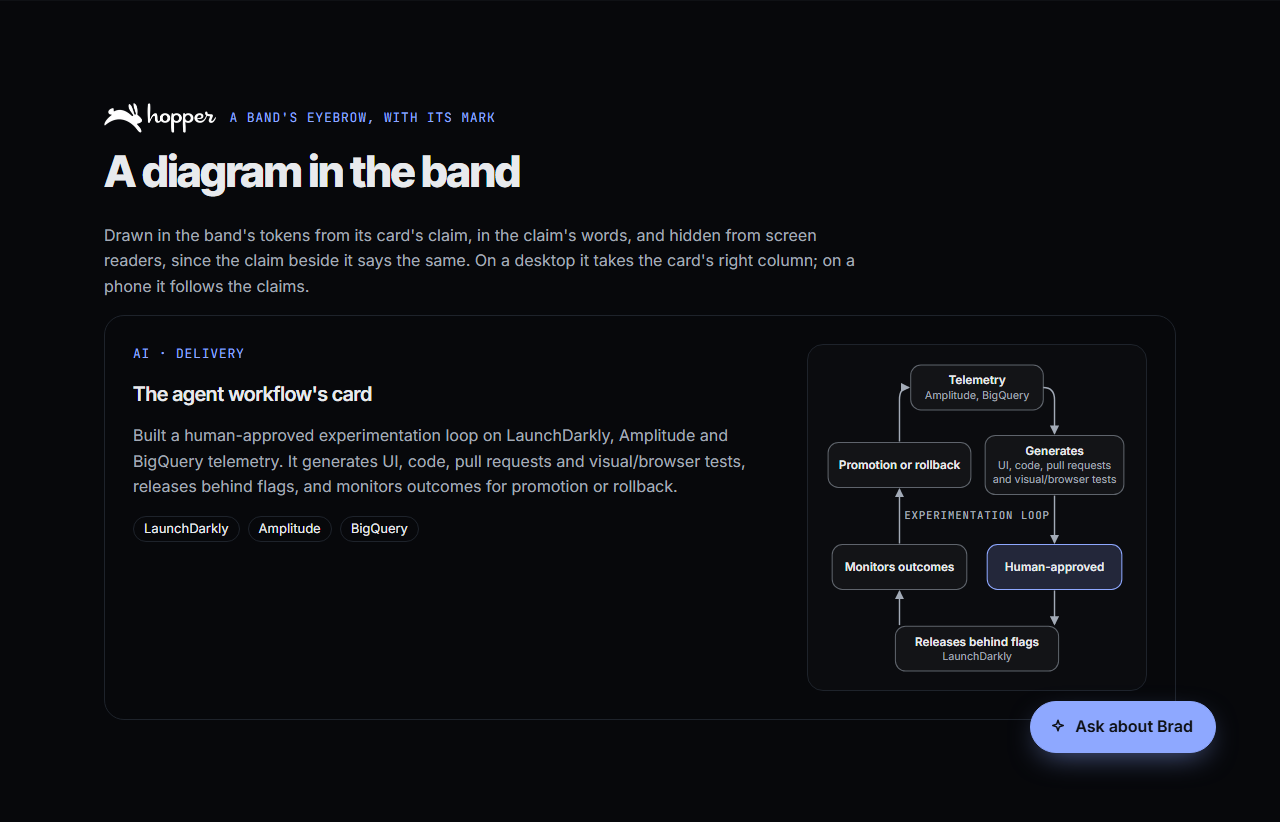 hopper A BAND'S EYEBROW, WITH ITS MARK
A diagram in the band
Drawn in the band's tokens from its card's claim, in the claim's words, and hidden from screen
readers, since the claim beside it says the same. On a desktop it takes the card's right column; on a
phone it follows the claims.
AI · DELIVERY
The agent workflow's card
Built a human-approved experimentation loop on LaunchDarkly, Amplitude and
BigQuery telemetry. It generates UI, code, pull requests and visual/browser tests,
releases behind flags, and monitors outcomes for promotion or rollback.
LaunchDarkly Amplitude BigQuery
Telemetry
Amplitude, BigQuery
Promotion or rollback
Generates
UI, code, pull requests
and visual/browser tests
EXPERIMENTATION LOOP
Monitors outcomes
Human-approved
Releases behind flags
LaunchDarkly
Ask about Brad